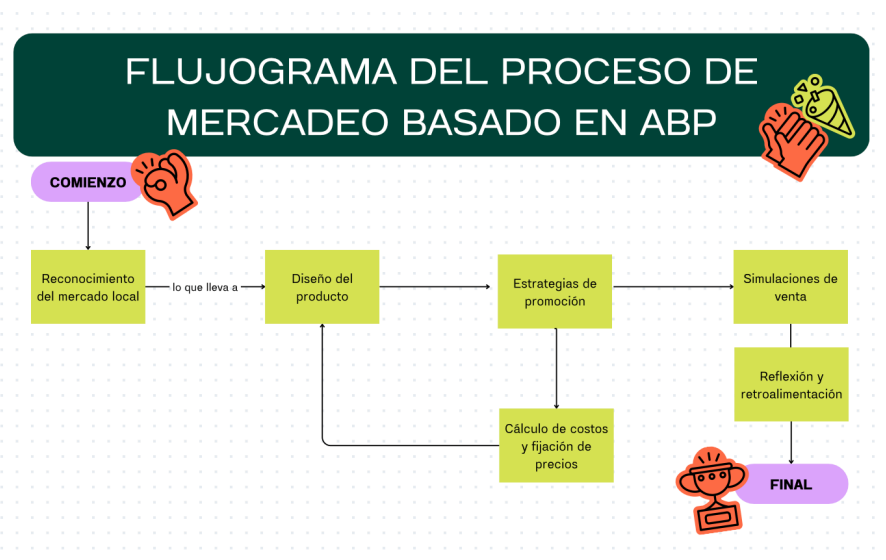 FLUJOGRAMA DEL PROCESO DE
MERCADEO BASADO EN ABP
COMIENZO
Reconocimiento
del mercado local
lo que lleva a
Diseño del
producto
Estrategias de
promoción
Simulaciones de
venta
Reflexión y
retroalimentación
Cálculo de costos
y fijación de
precios
FINAL